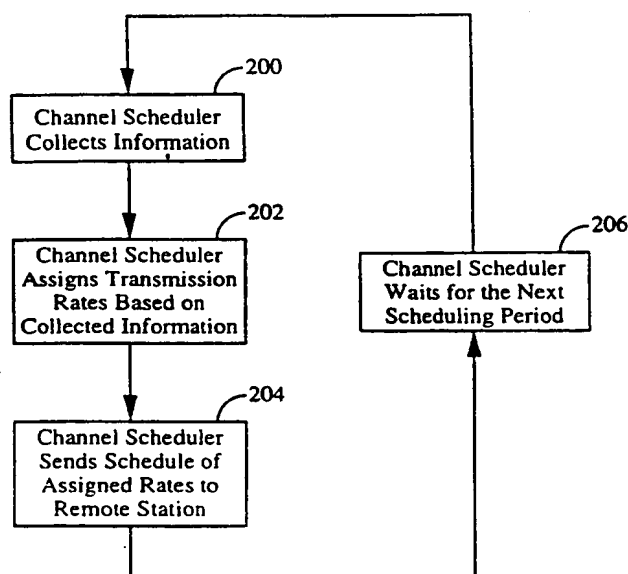 200
Channel Scheduler
Collects Information
202
Channel Scheduler
Assigns Transmission
Rates Based on
Collected Information
204
Channel Scheduler
Sends Schedule of
Assigned Rates to
Remote Station
206
Channel Scheduler
Waits for the Next
Scheduling Period